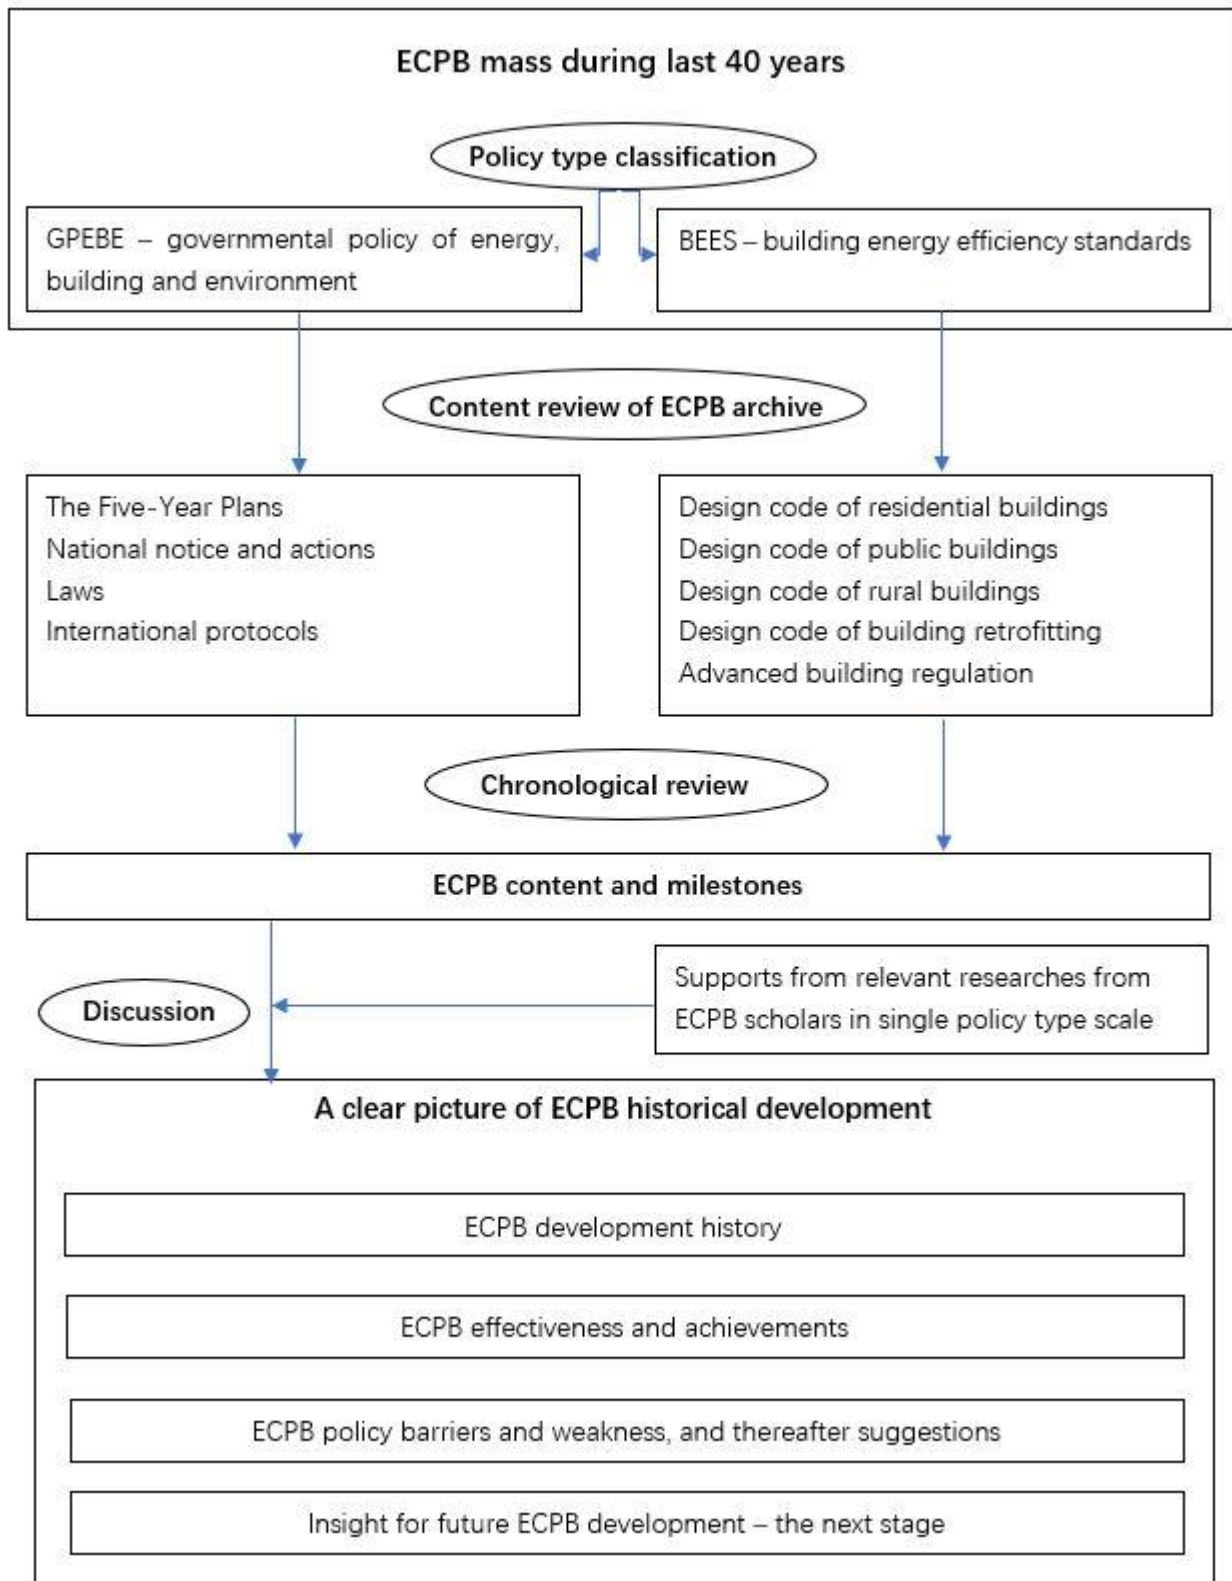 ECPB mass during last 40 years
Policy type classification
GPEBE – governmental policy of energy,
building and environment
BEES – building energy efficiency standards
Content review of ECPB archive
The Five-Year Plans
National notice and actions
Laws
International protocols
Design code of residential buildings
Design code of public buildings
Design code of rural buildings
Design code of building retrofitting
Advanced building regulation
Chronological review
ECPB content and milestones
Discussion
Supports from relevant researches from
ECPB scholars in single policy type scale
A clear picture of ECPB historical development
ECPB development history
ECPB effectiveness and achievements
ECPB policy barriers and weakness, and thereafter suggestions
Insight for future ECPB development – the next stage